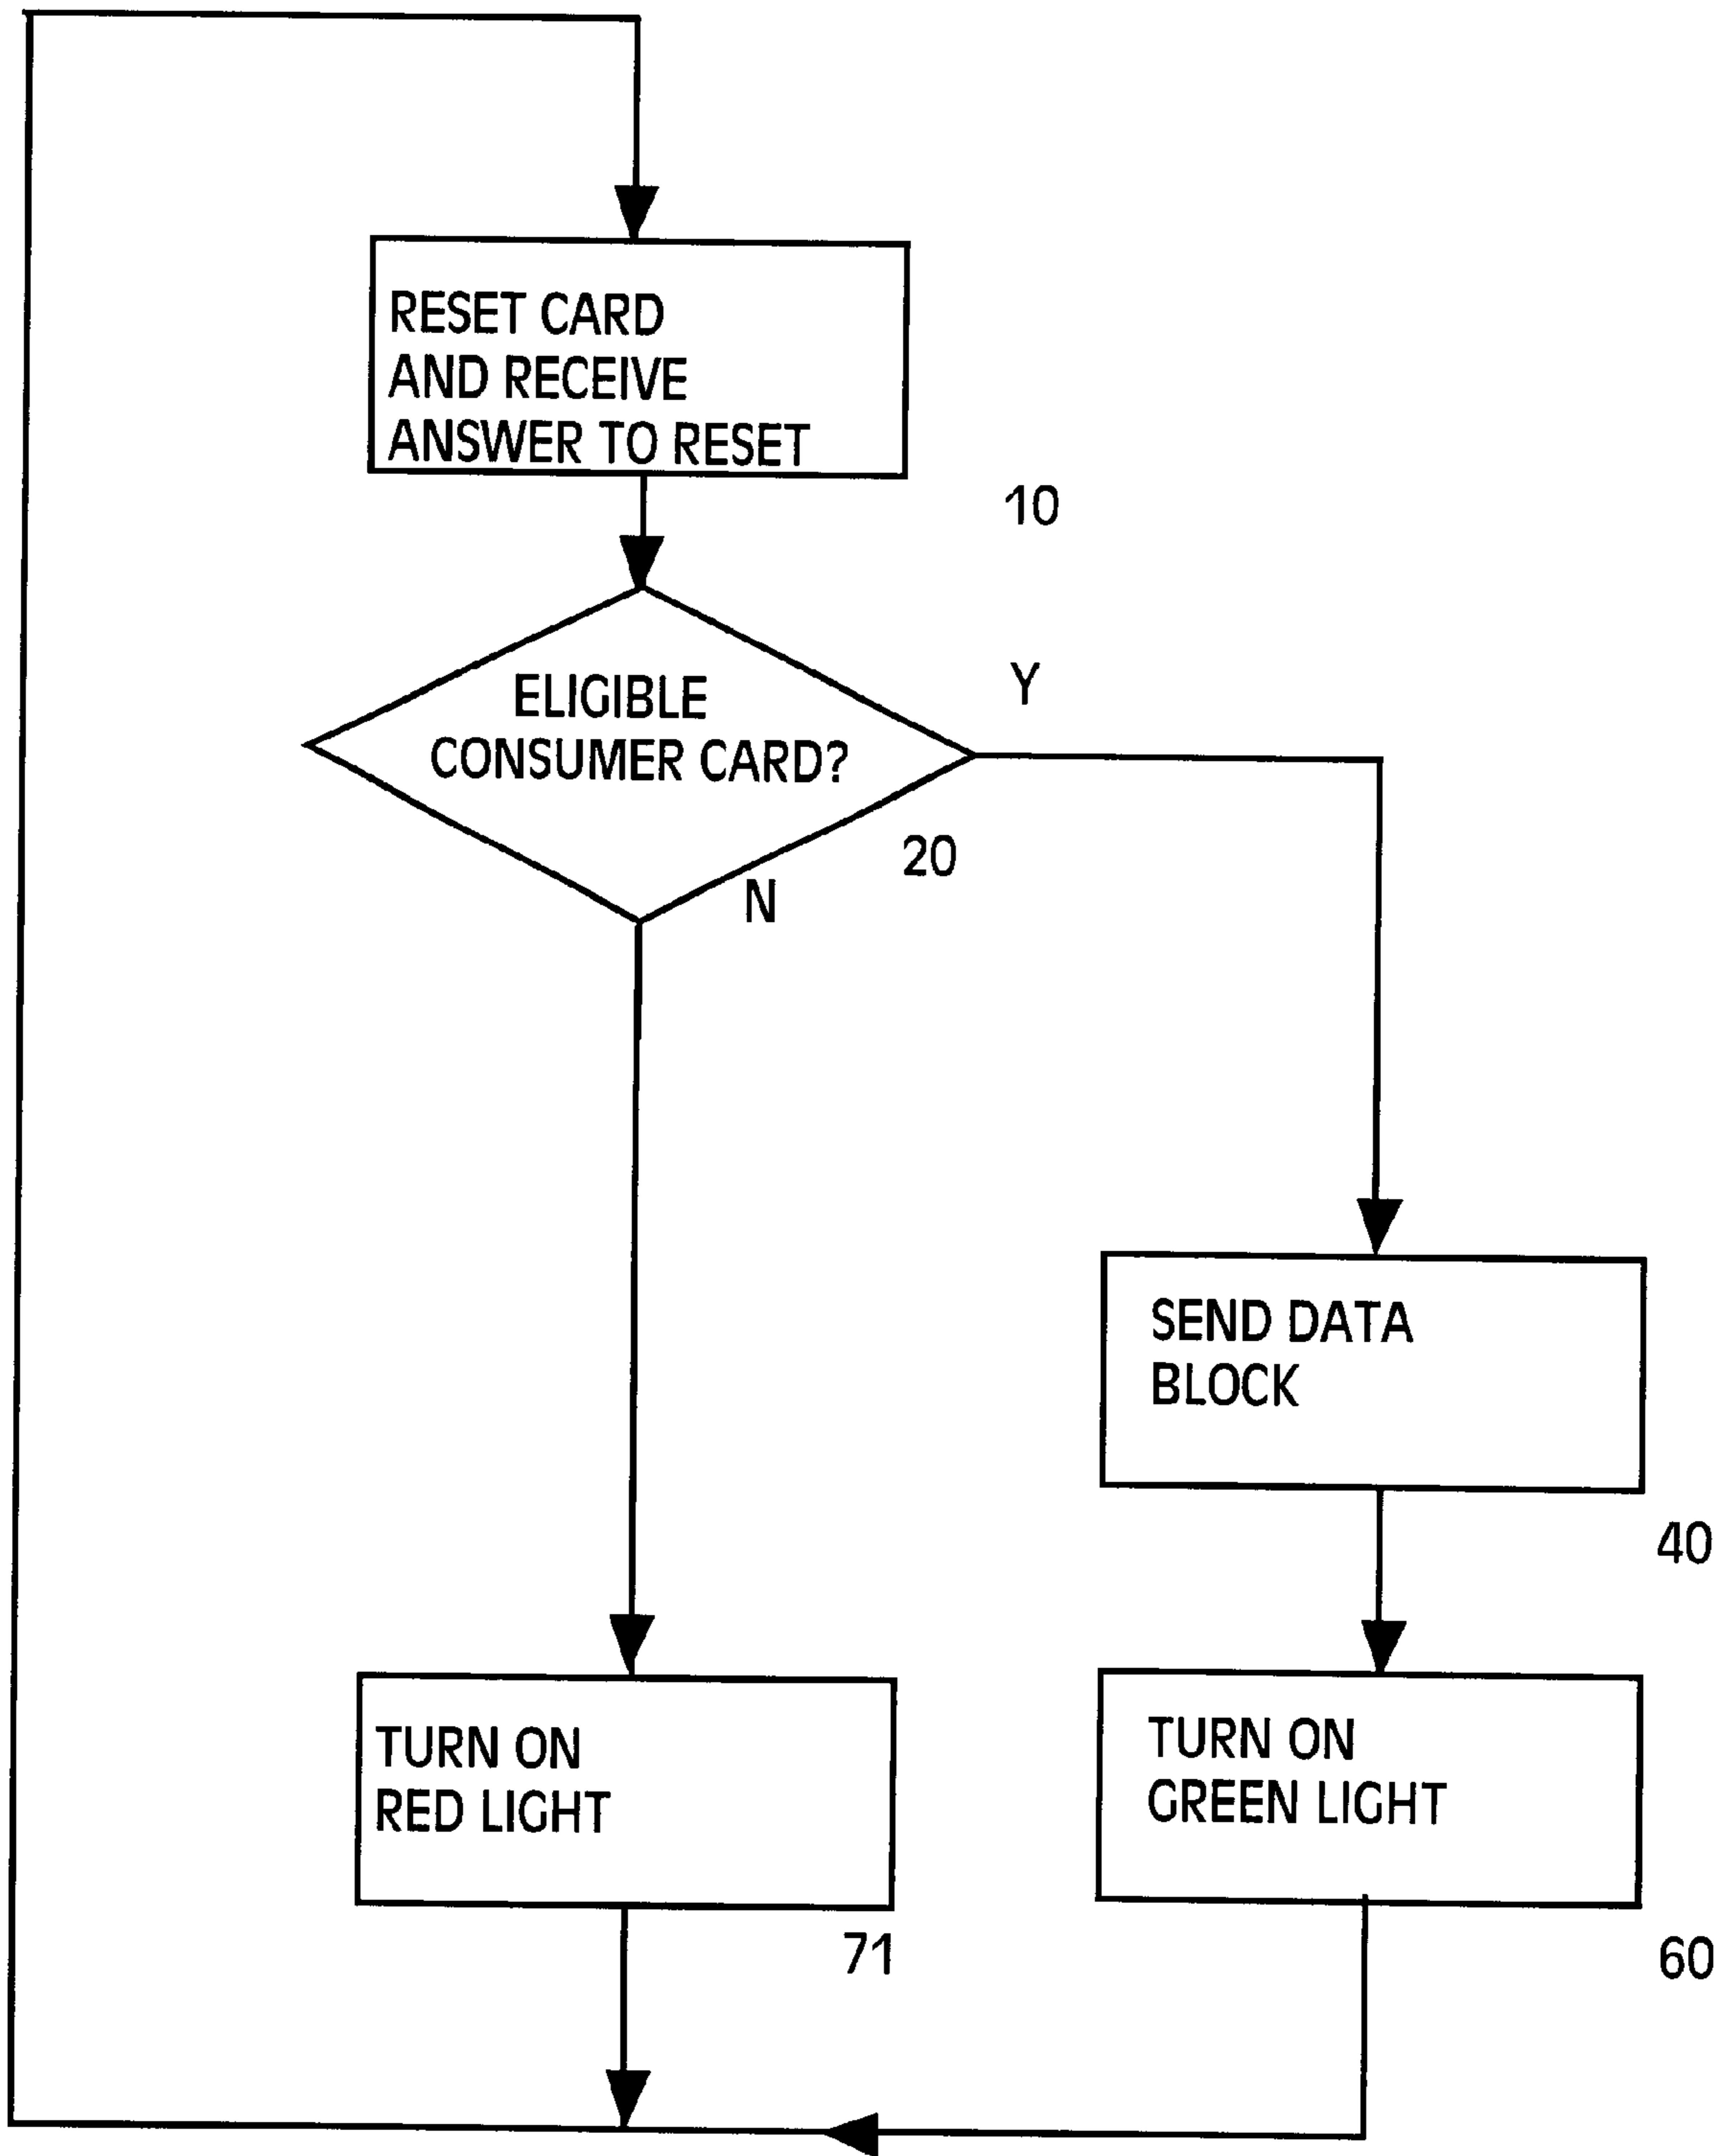 RESET CARD
AND RECEIVE
ANSWER TO RESET
10
ELIGIBLE
CONSUMER CARD?
Y
20
N
SEND DATA
BLOCK
40
TURN ON
RED LIGHT
71
TURN ON
GREEN LIGHT
60